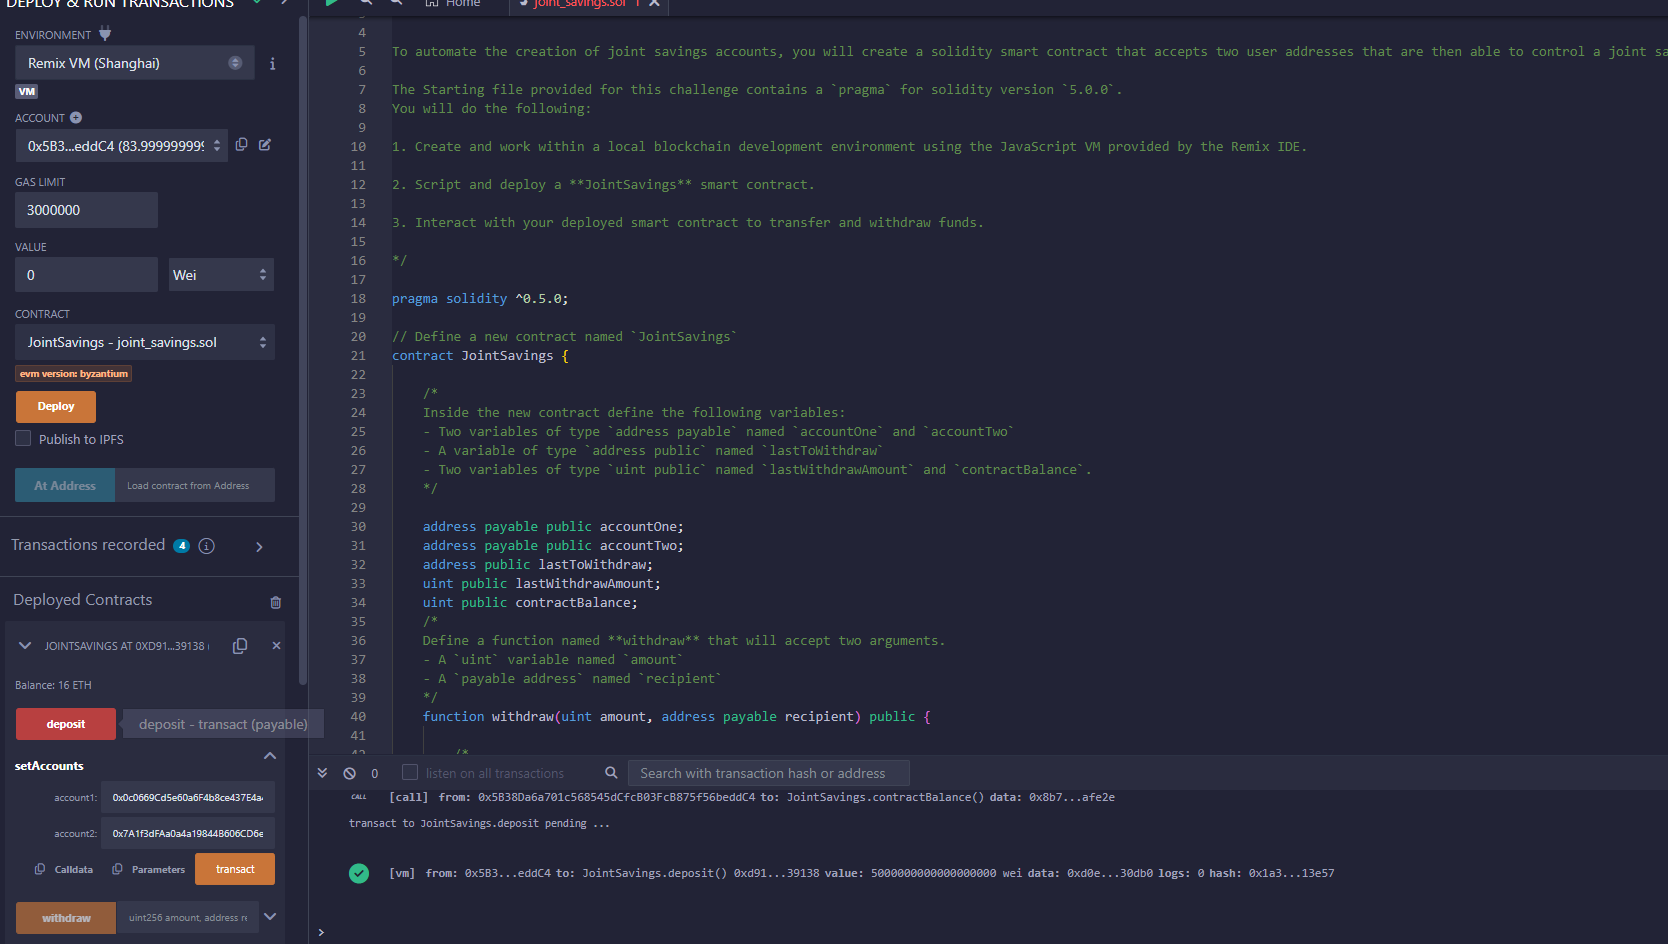 DEPLOY & RUN TRANSACTIONS
ENVIRONMENT
Remix VM (Shanghai)
VM
ACCOUNT
0x5B3...eddC4 (83.999999999
GAS LIMIT
3000000
VALUE
0
Wei
CONTRACT
JointSavings - joint_savings.sol
evm version: byzantium
Deploy
Publish to IPFS
At Address
Load contract from Address
Transactions recorded 4
Deployed Contracts
JOINTSAVINGS AT 0XD91...39138
Balance: 16 ETH
deposit
deposit - transact (payable)
setAccounts
account1: 0x0c0669Cd5e60a6F4b8ce437E4a
account2: 0x7A1f3dFAa0a4a19844B606CD6e
Calldata
Parameters
transact
withdraw
uint256 amount, address re
Home
joint_savings.sol 1
4
5 To automate the creation of joint savings accounts, you will create a solidity smart contract that accepts two user addresses that are then able to control a joint sa
6
7 The Starting file provided for this challenge contains a `pragma` for solidity version `5.0.0`.
8 You will do the following:
9
10 1. Create and work within a local blockchain development environment using the JavaScript VM provided by the Remix IDE.
11
12 2. Script and deploy a **JointSavings** smart contract.
13
14 3. Interact with your deployed smart contract to transfer and withdraw funds.
15
16 */
17
18 pragma solidity ^0.5.0;
19
20 // Define a new contract named `JointSavings`
21 contract JointSavings {
22
23 /*
24 Inside the new contract define the following variables:
25 - Two variables of type `address payable` named `accountOne` and `accountTwo`
26 - A variable of type `address public` named `lastToWithdraw`
27 - Two variables of type `uint public` named `lastWithdrawAmount` and `contractBalance`.
28 */
29
30 address payable public accountOne;
31 address payable public accountTwo;
32 address public lastToWithdraw;
33 uint public lastWithdrawAmount;
34 uint public contractBalance;
35 /*
36 Define a function named **withdraw** that will accept two arguments.
37 - A `uint` variable named `amount`
38 - A `payable address` named `recipient`
39 */
40 function withdraw(uint amount, address payable recipient) public {
41
42 /*
0
listen on all transactions
Search with transaction hash or address
CALL [call] from: 0x5B38Da6a701c568545dCfcB03FcB875f56beddC4 to: JointSavings.contractBalance() data: 0x8b7...afe2e
transact to JointSavings.deposit pending ...
[vm] from: 0x5B3...eddC4 to: JointSavings.deposit() 0xd91...39138 value: 5000000000000000000 wei data: 0xd0e...30db0 logs: 0 hash: 0x1a3...13e57
>